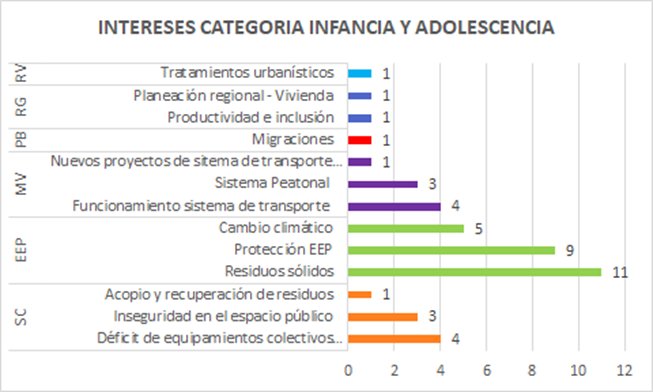 INTERESES CATEGORIA INFANCIA Y ADOLESCENCIA
RV
Tratamientos urbanísticos 1
RG
Planeación regional - Vivienda 1
Productividad e inclusión 1
PB
Migraciones 1
MV
Nuevos proyectos de sitema de transporte... 1
Sistema Peatonal 3
Funcionamiento sistema de transporte 4
EEP
Cambio climático 5
Protección EEP 9
Residuos sólidos 11
SC
Acopio y recuperación de residuos 1
Inseguridad en el espacio público 3
Déficit de equipamientos colectivos... 4
0 2 4 6 8 10 12